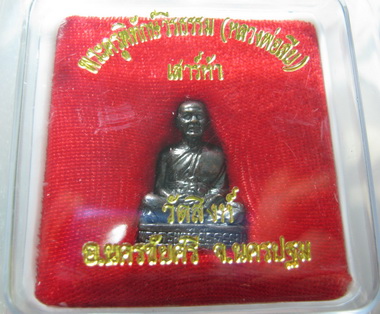 พระครูพิทักษ์วีรธรรม (หลวงพ่อสืบ)
เสาร์ห้า
วัดสิงห์
อ.นครชัยศรี จ.นครปฐม